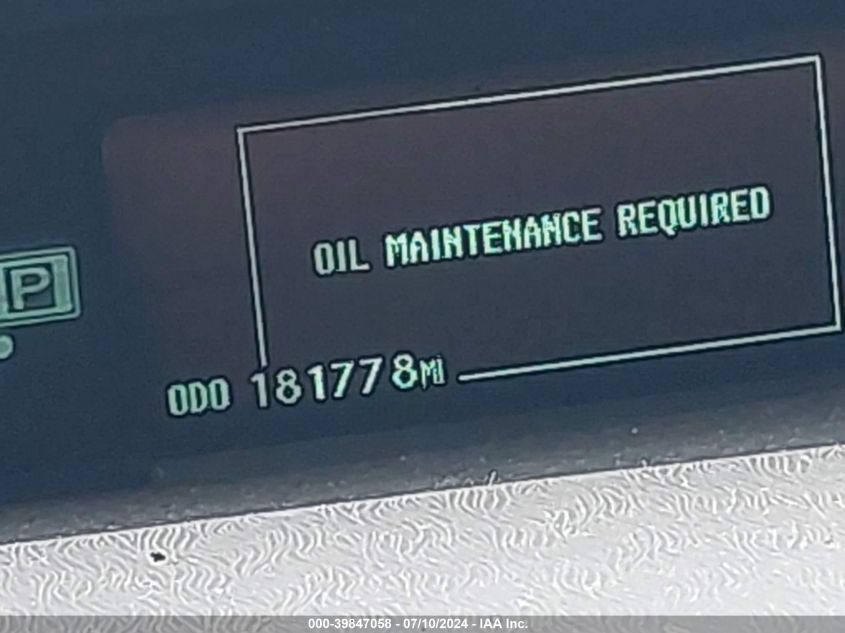 OIL MAINTENANCE REQUIRED
P
ODO 181778MI
000-39847058 - 07/10/2024 - IAA Inc.